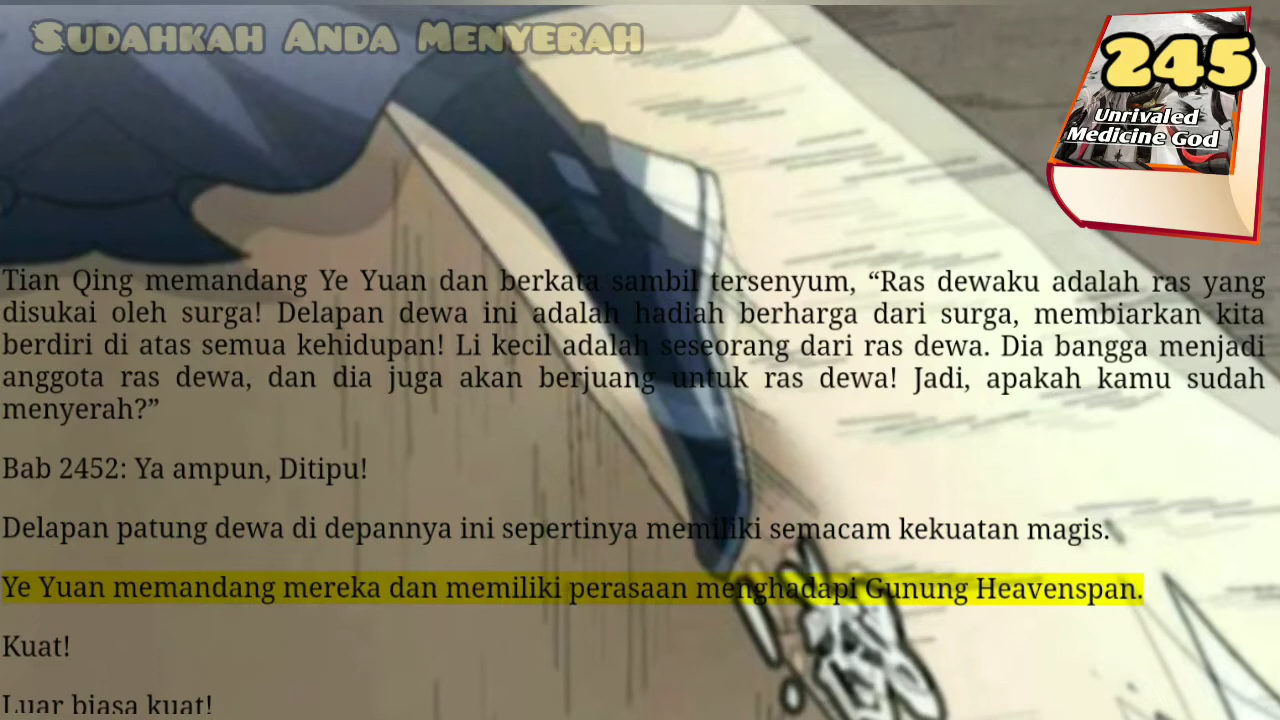 Sudahkah Anda Menyerah
245
Unrivaled
Medicine God
Tian Qing memandang Ye Yuan dan berkata sambil tersenyum, “Ras dewaku adalah ras yang
disukai oleh surga! Delapan dewa ini adalah hadiah berharga dari surga, membiarkan kita
berdiri di atas semua kehidupan! Li kecil adalah seseorang dari ras dewa. Dia bangga menjadi
anggota ras dewa, dan dia juga akan berjuang untuk ras dewa! Jadi, apakah kamu sudah
menyerah?”
Bab 2452: Ya ampun, Ditipu!
Delapan patung dewa di depannya ini sepertinya memiliki semacam kekuatan magis.
Ye Yuan memandang mereka dan memiliki perasaan menghadapi Gunung Heavenspan.
Kuat!
Luar biasa kuat!